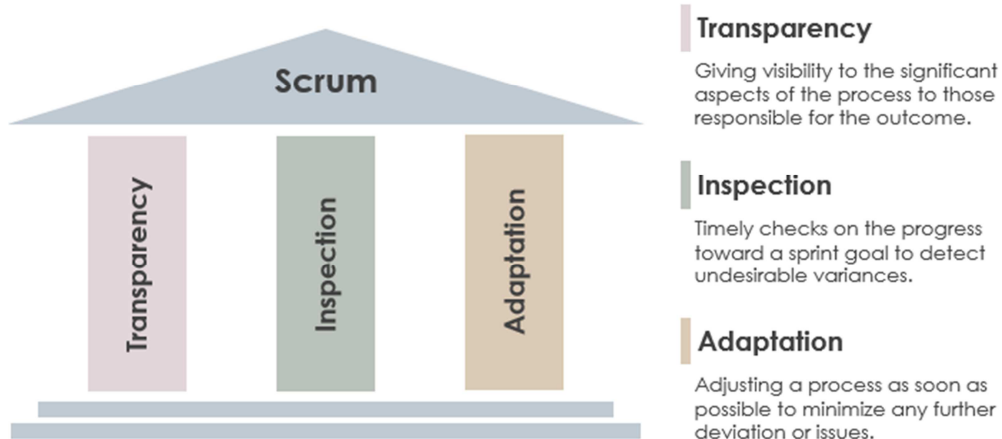 Scrum
Transparency
Inspection
Adaptation
Transparency
Giving visibility to the significant
aspects of the process to those
responsible for the outcome.
Inspection
Timely checks on the progress
toward a sprint goal to detect
undesirable variances.
Adaptation
Adjusting a process as soon as
possible to minimize any further
deviation or issues.